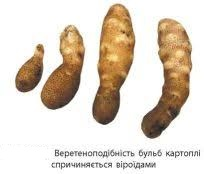 Веретеноподібність бульб картоплі
спричиняється віроїдами